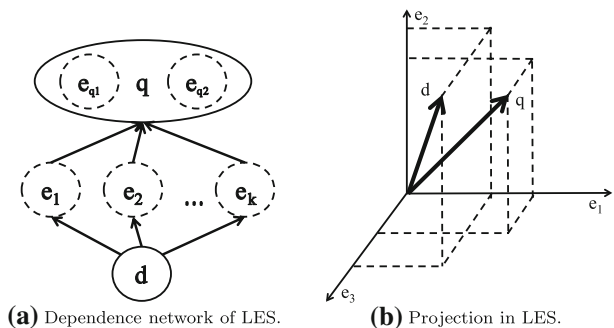 e_q1 q e_q2
e_1 e_2 ... e_k
d
(a) Dependence network of LES.
e_2
d
q
e_1
e_3
(b) Projection in LES.